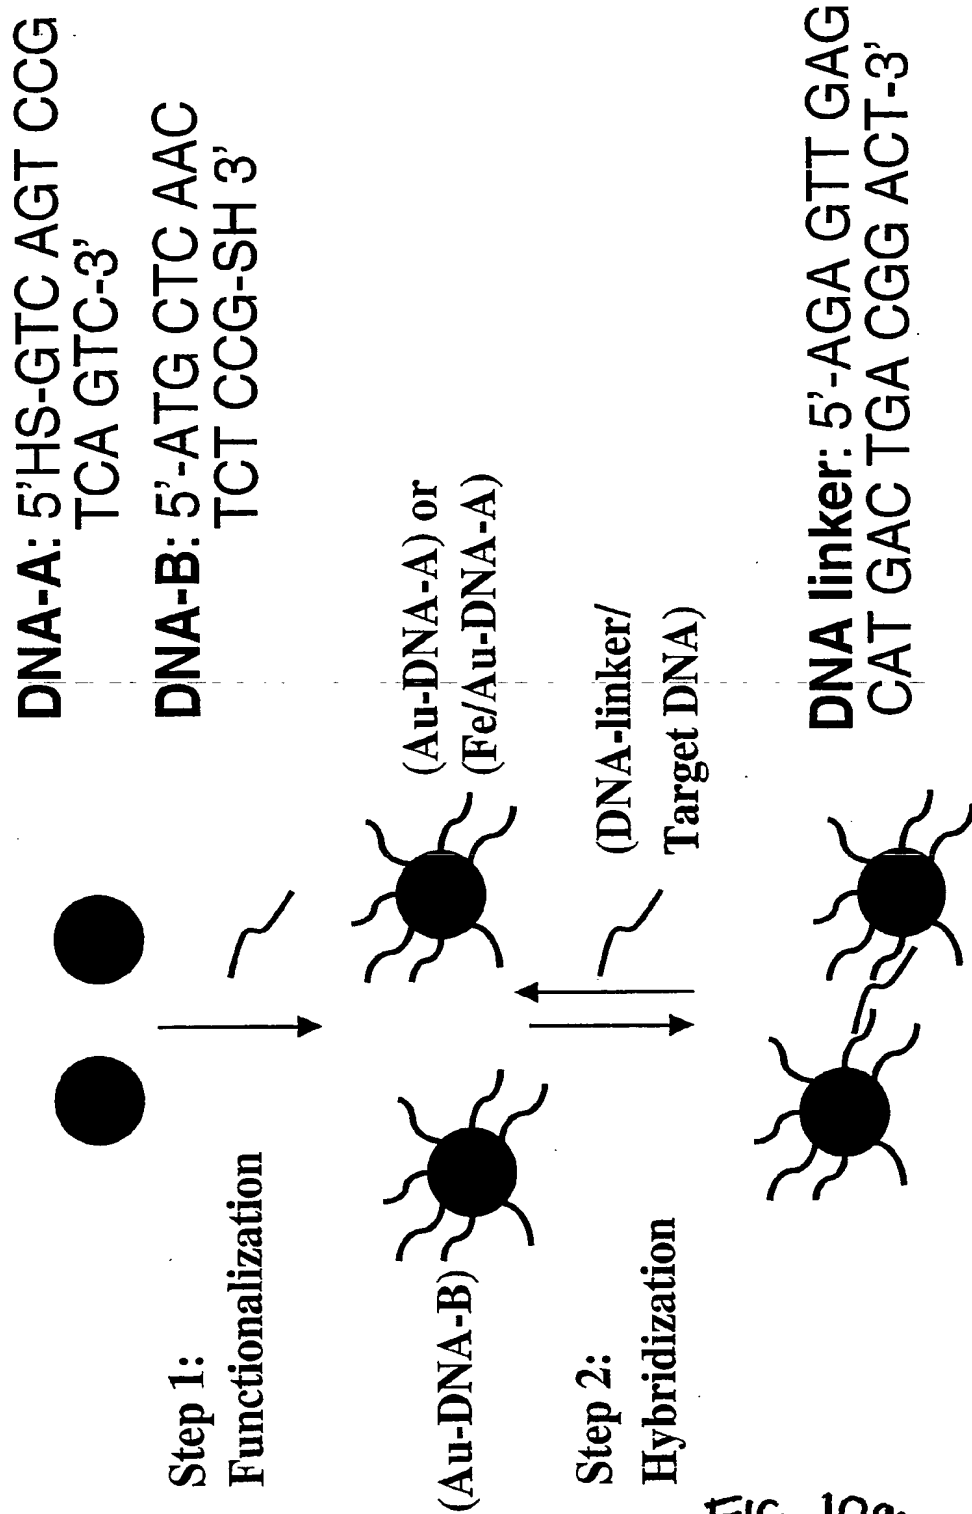 DNA-A: 5'HS-GTC AGT CCG
TCA GTC-3'
DNA-B: 5'-ATG CTC AAC
TCT CCG-SH 3'
Step 1:
Functionalization
(Au-DNA-B)
(Au-DNA-A) or
(Fe/Au-DNA-A)
Step 2:
Hybridization
(DNA-linker/
Target DNA)
DNA linker: 5'-AGA GTT GAG
CAT GAC TGA CGG ACT-3'